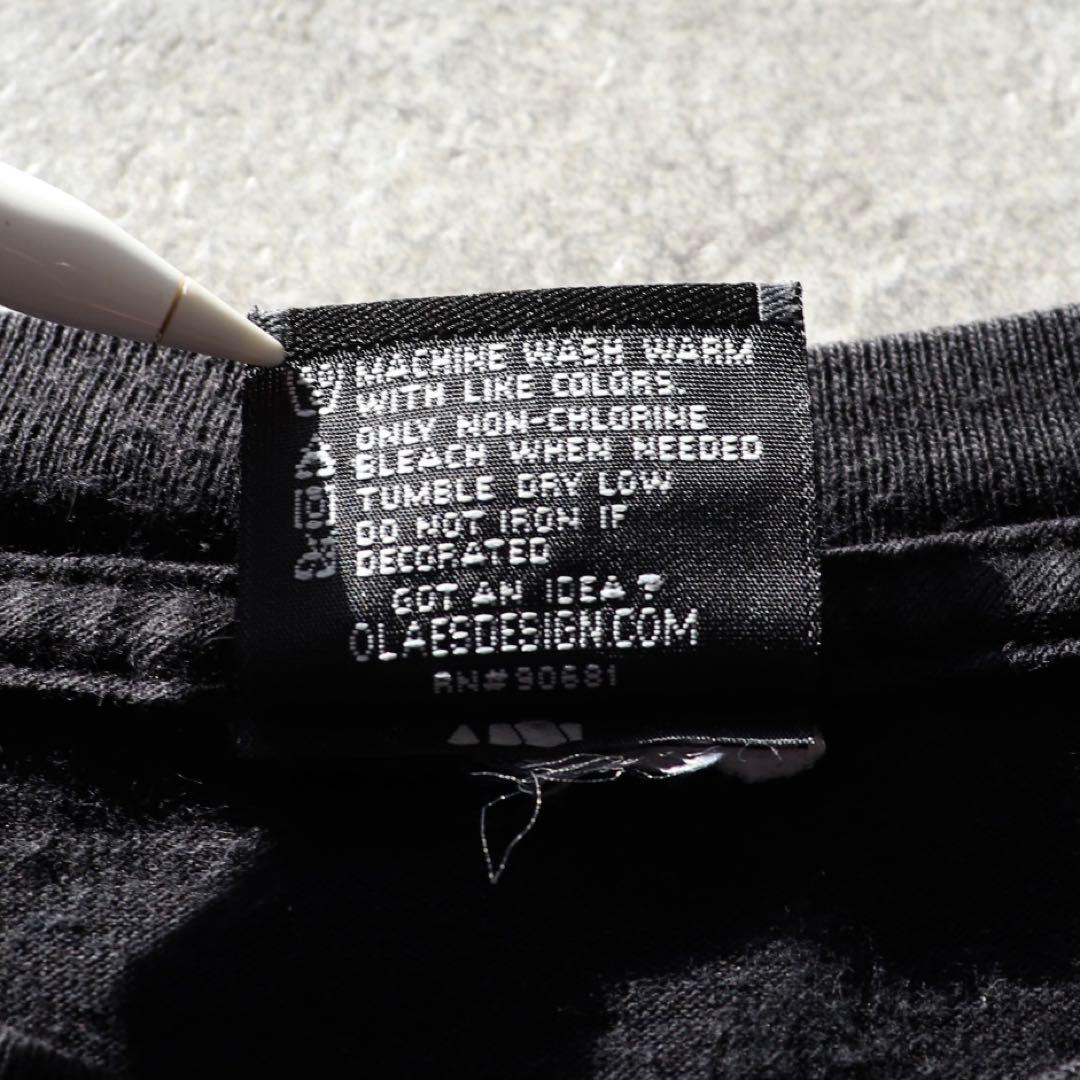 MACHINE WASH WARM
WITH LIKE COLORS.
ONLY NON-CHLORINE
BLEACH WHEN NEEDED
TUMBLE DRY LOW
DO NOT IRON IF
DECORATED
GOT AN IDEA?
OLAESDESIGN.COM
RN#90681